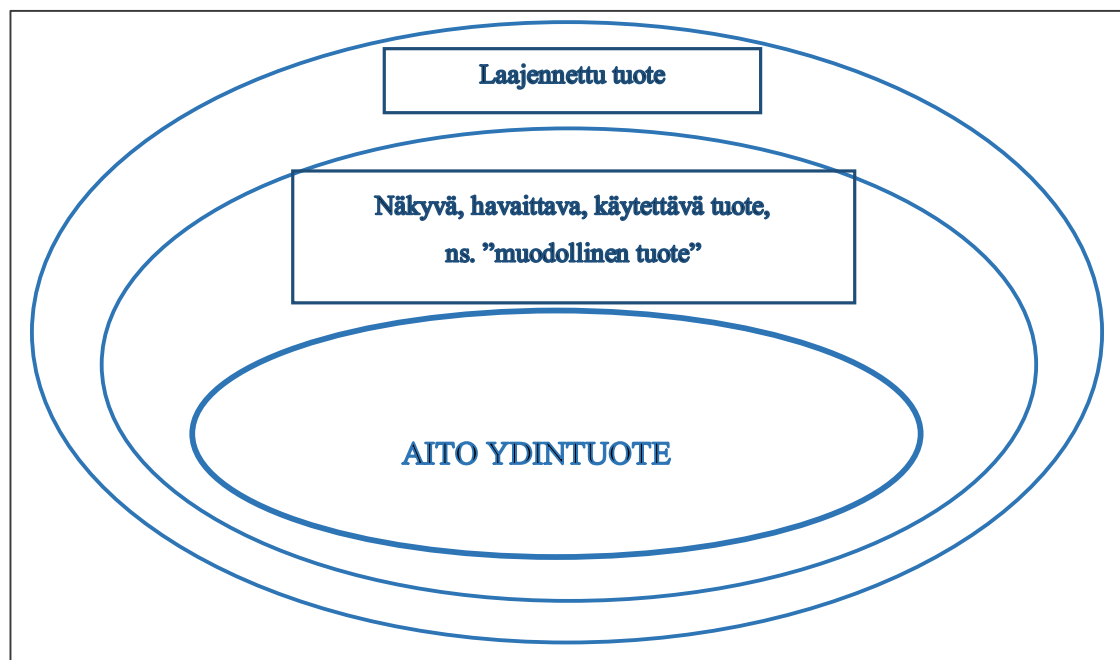 Laajennettu tuote
Näkyvä, havaittava, käytettävä tuote,
ns. ”muodollinen tuote”
AITO YDINTUOTE